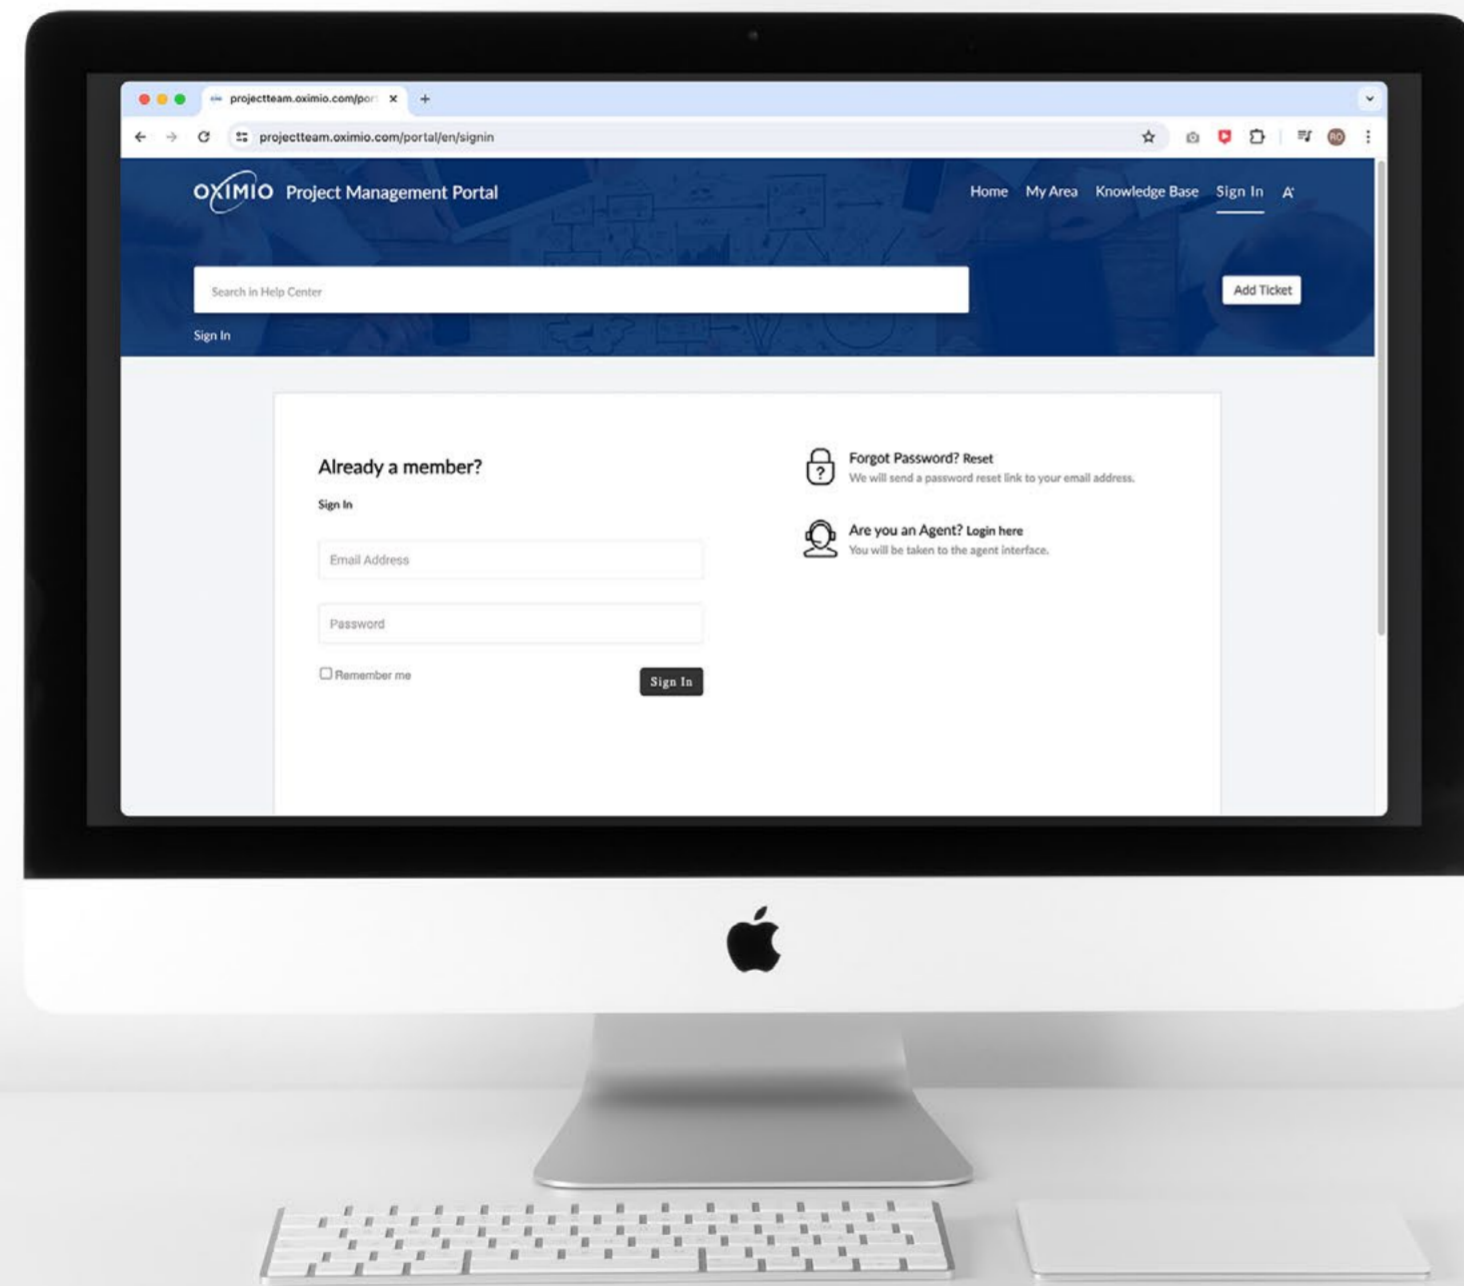 projectteam.oximio.com/por
projectteam.oximio.com/portal/en/signin
RO
OXIMIO Project Management Portal
Home My Area Knowledge Base Sign In A
Search in Help Center
Add Ticket
Sign In
Already a member?
Sign In
Email Address
Password
Remember me
Sign In
Forgot Password? Reset
We will send a password reset link to your email address.
Are you an Agent? Login here
You will be taken to the agent interface.